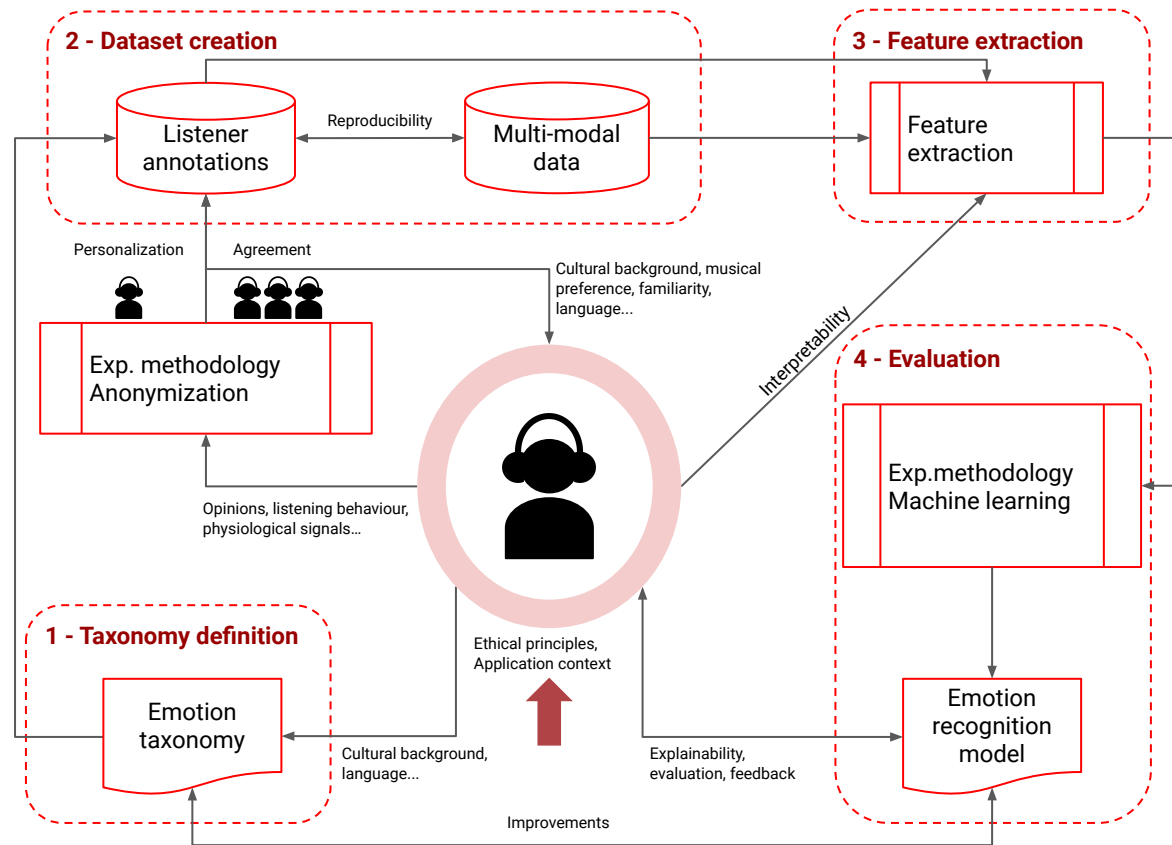 2 - Dataset creation
3 - Feature extraction
Listener
annotations
Reproducibility
Multi-modal
data
Feature
extraction
Personalization
Agreement
Cultural background, musical
preference, familiarity,
language...
Exp. methodology
Anonymization
Interpretability
4 - Evaluation
Exp.methodology
Machine learning
Opinions, listening behaviour,
physiological signals…
1 - Taxonomy definition
Ethical principles,
Application context
Emotion
taxonomy
Cultural background,
language...
Explainability,
evaluation, feedback
Emotion
recognition
model
Improvements